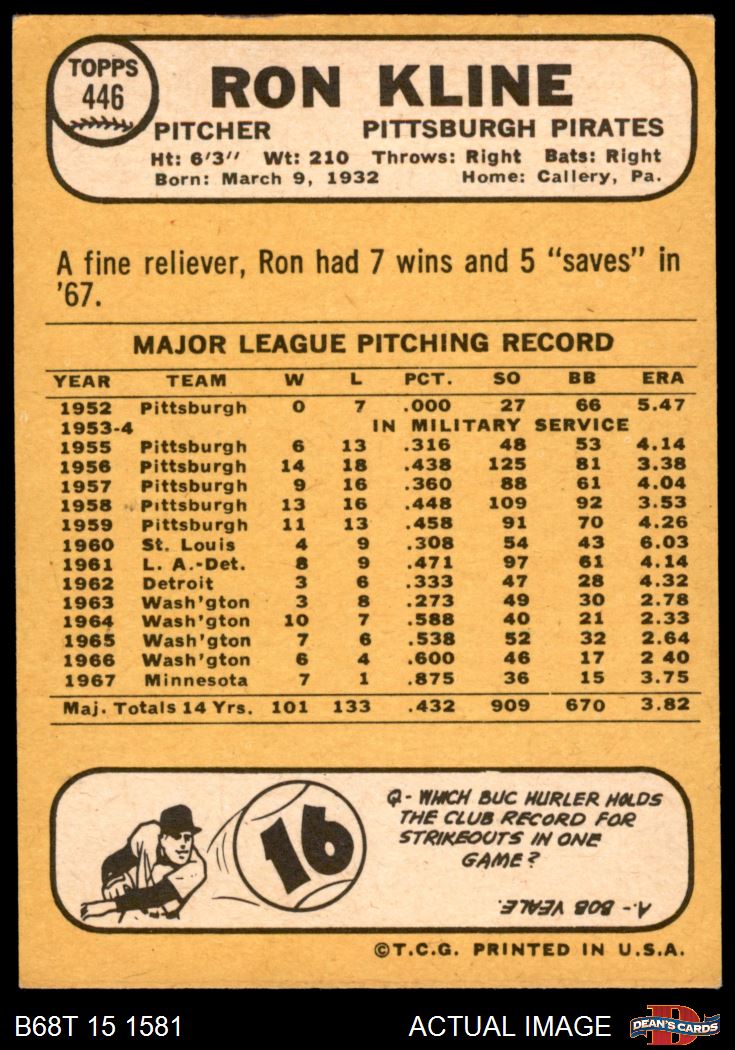 TOPPS
446
RON KLINE
PITCHER PITTSBURGH PIRATES
Ht: 6'3" Wt: 210 Throws: Right Bats: Right
Born: March 9, 1932 Home: Callery, Pa.
A fine reliever, Ron had 7 wins and 5 "saves" in
'67.
MAJOR LEAGUE PITCHING RECORD
YEAR TEAM W L PCT. SO BB ERA
1952 Pittsburgh 0 7 .000 27 66 5.47
1953-4 IN MILITARY SERVICE
1955 Pittsburgh 6 13 .316 48 53 4.14
1956 Pittsburgh 14 18 .438 125 81 3.38
1957 Pittsburgh 9 16 .360 88 61 4.04
1958 Pittsburgh 13 16 .448 109 92 3.53
1959 Pittsburgh 11 13 .458 91 70 4.26
1960 St. Louis 4 9 .308 54 43 6.03
1961 L. A.-Det. 8 9 .471 97 61 4.14
1962 Detroit 3 6 .333 47 28 4.32
1963 Wash'gton 3 8 .273 49 30 2.78
1964 Wash'gton 10 7 .588 40 21 2.33
1965 Wash'gton 7 6 .538 52 32 2.64
1966 Wash'gton 6 4 .600 46 17 2 40
1967 Minnesota 7 1 .875 36 15 3.75
Maj. Totals 14 Yrs. 101 133 .432 909 670 3.82
16
Q- WHICH BUC HURLER HOLDS
THE CLUB RECORD FOR
STRIKEOUTS IN ONE
GAME?
A.- BOB VEALE.
©T.C.G. PRINTED IN U.S.A.
B68T 15 1581 ACTUAL IMAGE
D
DEAN'S CARDS